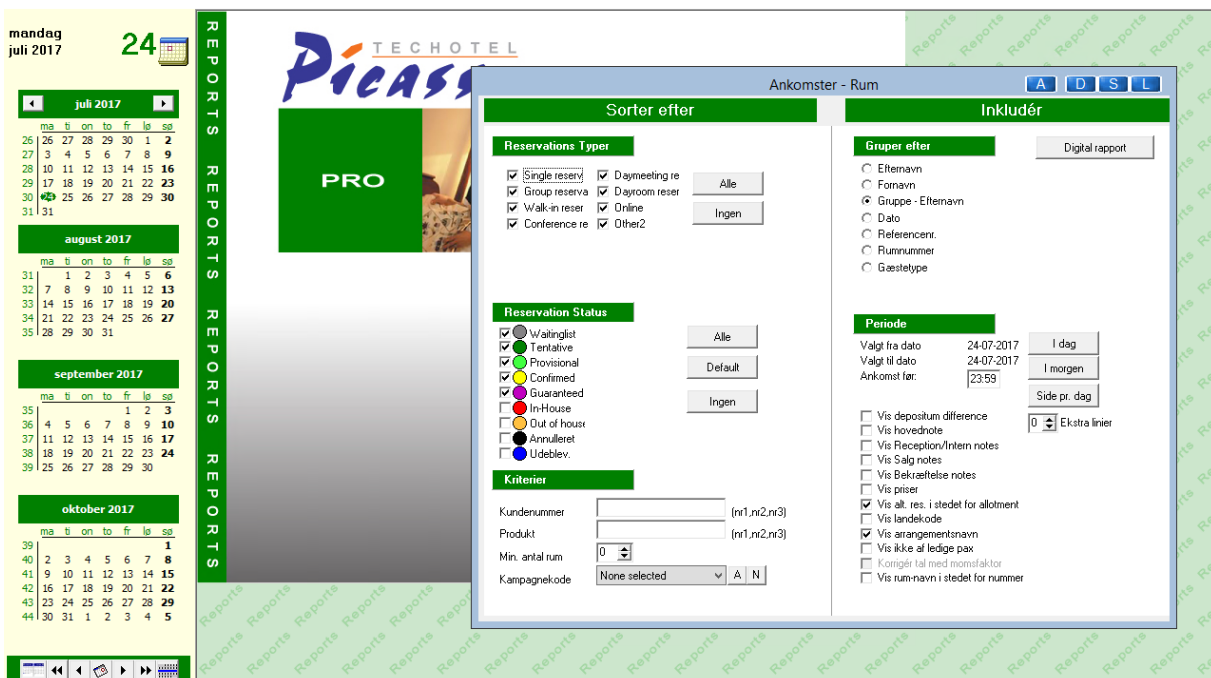 mandag
juli 2017
24
juli 2017
ma ti on to fr lø sø
26 26 27 28 29 30 1 2
27 3 4 5 6 7 8 9
28 10 11 12 13 14 15 16
29 17 18 19 20 21 22 23
30 24 25 26 27 28 29 30
31 31
august 2017
ma ti on to fr lø sø
31 1 2 3 4 5 6
32 7 8 9 10 11 12 13
33 14 15 16 17 18 19 20
34 21 22 23 24 25 26 27
35 28 29 30 31
september 2017
ma ti on to fr lø sø
35 1 2 3
36 4 5 6 7 8 9 10
37 11 12 13 14 15 16 17
38 18 19 20 21 22 23 24
39 25 26 27 28 29 30
oktober 2017
ma ti on to fr lø sø
39 1
40 2 3 4 5 6 7 8
41 9 10 11 12 13 14 15
42 16 17 18 19 20 21 22
43 23 24 25 26 27 28 29
44 30 31 1 2 3 4 5
REPORTS REPORTS REPORTS REPORTS
TECHOTEL
Picass
PRO
Ankomster - Rum
A D S L
Sorter efter
Reservations Typer
Single reserv Daymeeting re
Group reserva Dayroom reser
Walk-in reser Online
Conference re Other2
Alle
Ingen
Reservation Status
Waitinglist
Tentative
Provisional
Confirmed
Guaranteed
In-House
Out of house
Annulleret
Udeblev.
Alle
Default
Ingen
Kriterier
Kundenummer (nr1,nr2,nr3)
Produkt (nr1,nr2,nr3)
Min. antal rum 0
Kampagnekode None selected A N
Inkludér
Gruper efter
Digital rapport
Efternavn
Fornavn
Gruppe - Efternavn
Dato
Referencenr.
Rumnummer
Gæstetype
Periode
Valgt fra dato 24-07-2017 I dag
Valgt til dato 24-07-2017 I morgen
Ankomst før: 23:59
Side pr. dag
0 Ekstra linier
Vis depositum difference
Vis hovednote
Vis Reception/Intern notes
Vis Salg notes
Vis Bekræftelse notes
Vis priser
Vis alt. res. i stedet for allotment
Vis landekode
Vis arrangementsnavn
Vis ikke af ledige pax
Korrigér tal med momsfaktor
Vis rum-navn i stedet for nummer
Reports